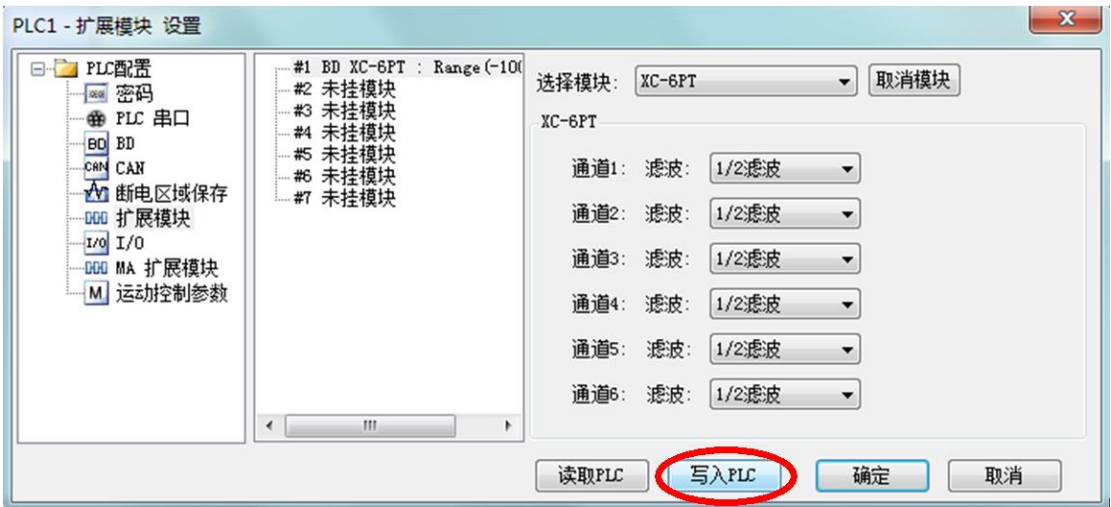 PLC1 - 扩展模块 设置
PLC配置
密码
PLC 串口
BD BD
CAN CAN
断电区域保存
扩展模块
I/O I/O
MA 扩展模块
M 运动控制参数
#1 BD XC-6PT : Range(-100
#2 未挂模块
#3 未挂模块
#4 未挂模块
#5 未挂模块
#6 未挂模块
#7 未挂模块
选择模块: XC-6PT 取消模块
XC-6PT
通道1: 滤波: 1/2滤波
通道2: 滤波: 1/2滤波
通道3: 滤波: 1/2滤波
通道4: 滤波: 1/2滤波
通道5: 滤波: 1/2滤波
通道6: 滤波: 1/2滤波
读取PLC 写入PLC 确定 取消